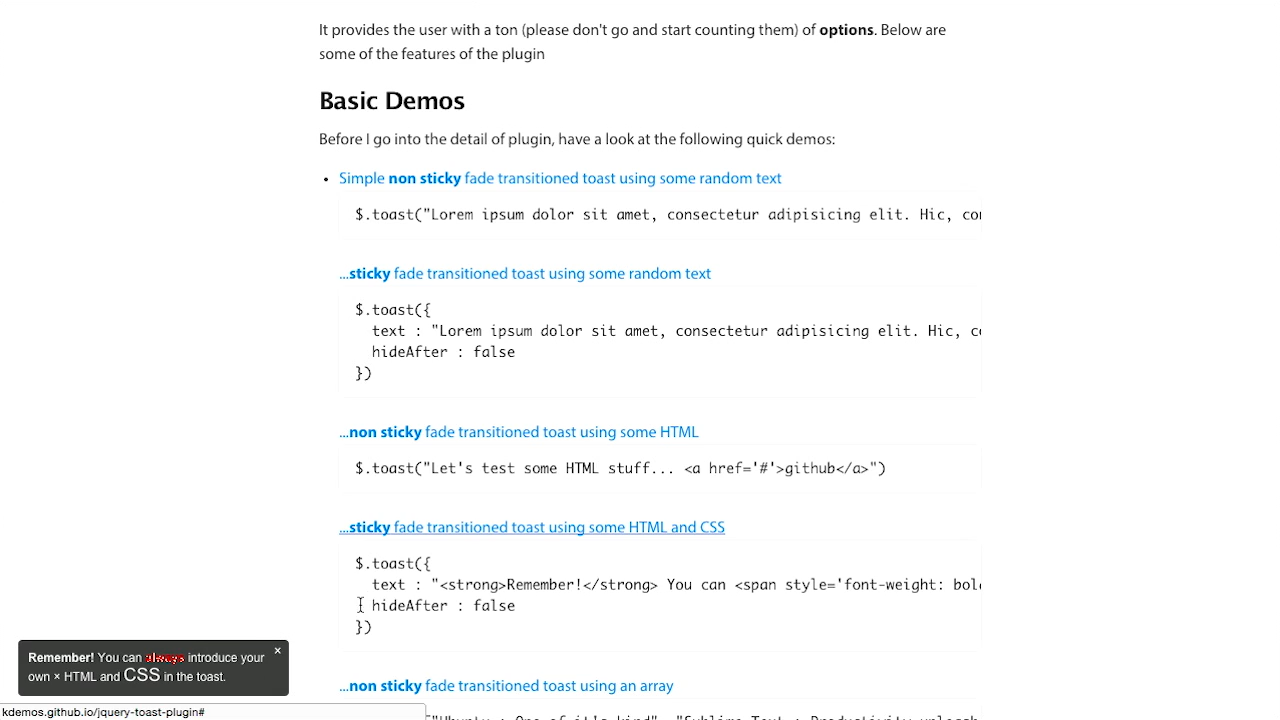 It provides the user with a ton (please don't go and start counting them) of options. Below are
some of the features of the plugin
Basic Demos
Before I go into the detail of plugin, have a look at the following quick demos:
• Simple non sticky fade transitioned toast using some random text
$.toast("Lorem ipsum dolor sit amet, consectetur adipisicing elit. Hic, co
...sticky fade transitioned toast using some random text
$.toast({
text : "Lorem ipsum dolor sit amet, consectetur adipisicing elit. Hic, c
hideAfter : false
})
...non sticky fade transitioned toast using some HTML
$.toast("Let's test some HTML stuff... <a href='#'>github</a>")
...sticky fade transitioned toast using some HTML and CSS
$.toast({
text : "<strong>Remember!</strong> You can <span style='font-weight: bol
hideAfter : false
})
Remember! You can always introduce your
own × HTML and CSS in the toast.
×
...non sticky fade transitioned toast using an array
kdemos.github.io/jquery-toast-plugin#